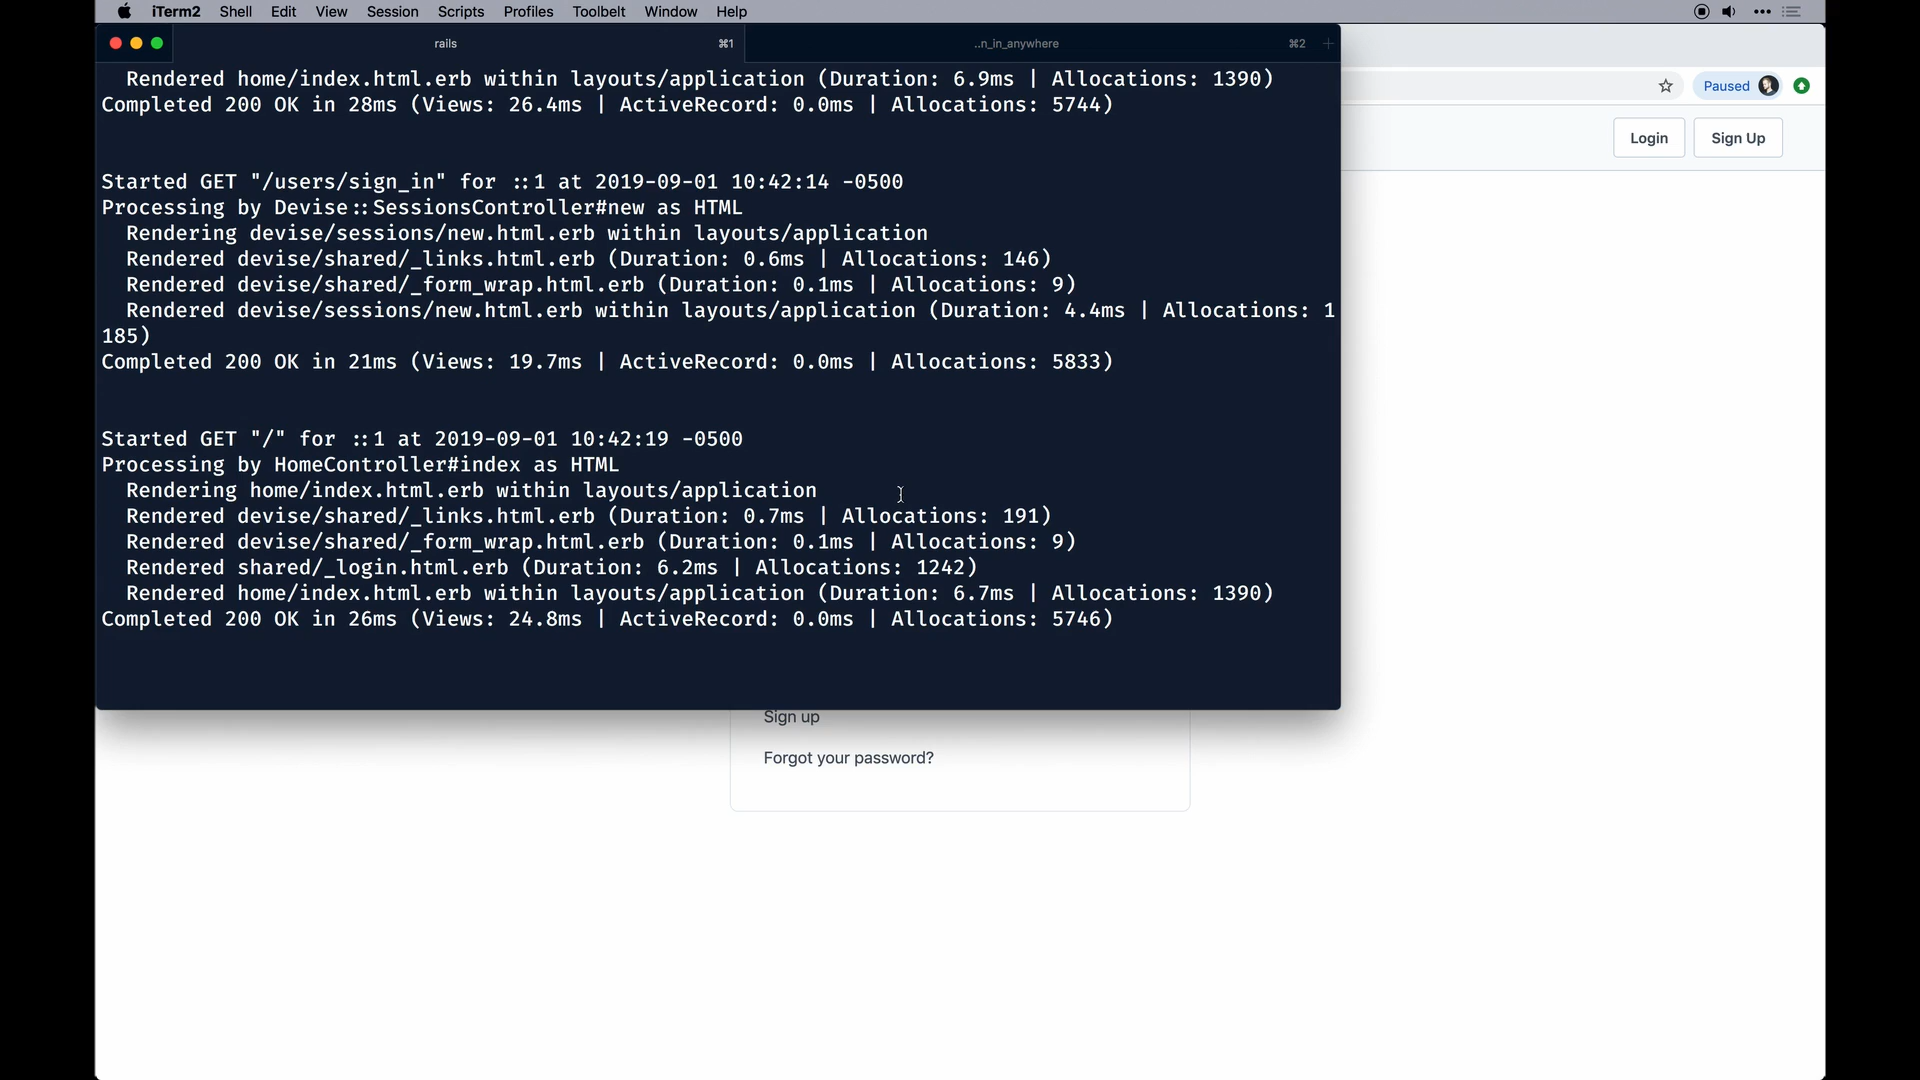 iTerm2 Shell Edit View Session Scripts Profiles Toolbelt Window Help
rails ⌘1 ..n_in_anywhere ⌘2 +
Rendered home/index.html.erb within layouts/application (Duration: 6.9ms | Allocations: 1390)
Completed 200 OK in 28ms (Views: 26.4ms | ActiveRecord: 0.0ms | Allocations: 5744)
Paused
Login Sign Up
Started GET "/users/sign_in" for ::1 at 2019-09-01 10:42:14 -0500
Processing by Devise::SessionsController#new as HTML
Rendering devise/sessions/new.html.erb within layouts/application
Rendered devise/shared/_links.html.erb (Duration: 0.6ms | Allocations: 146)
Rendered devise/shared/_form_wrap.html.erb (Duration: 0.1ms | Allocations: 9)
Rendered devise/sessions/new.html.erb within layouts/application (Duration: 4.4ms | Allocations: 1
185)
Completed 200 OK in 21ms (Views: 19.7ms | ActiveRecord: 0.0ms | Allocations: 5833)
Started GET "/" for ::1 at 2019-09-01 10:42:19 -0500
Processing by HomeController#index as HTML
Rendering home/index.html.erb within layouts/application
Rendered devise/shared/_links.html.erb (Duration: 0.7ms | Allocations: 191)
Rendered devise/shared/_form_wrap.html.erb (Duration: 0.1ms | Allocations: 9)
Rendered shared/_login.html.erb (Duration: 6.2ms | Allocations: 1242)
Rendered home/index.html.erb within layouts/application (Duration: 6.7ms | Allocations: 1390)
Completed 200 OK in 26ms (Views: 24.8ms | ActiveRecord: 0.0ms | Allocations: 5746)
Sign up
Forgot your password?